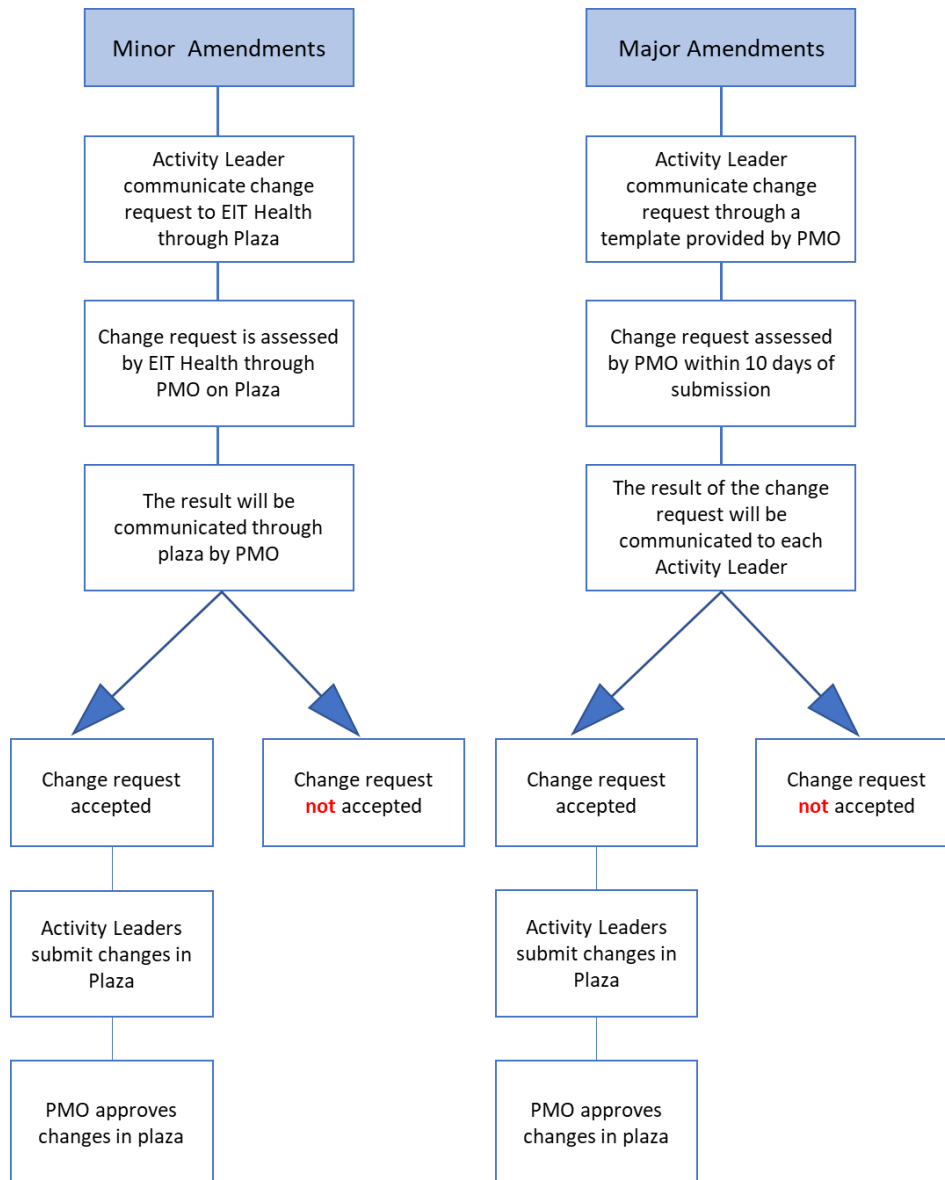 Minor  Amendments
Activity Leader
communicate change
request to EIT Health
through Plaza
Change request is assessed
by EIT Health through
PMO on Plaza
The result will be
communicated through
plaza by PMO
Change request
accepted
Change request
not accepted
Activity Leaders
submit changes in
Plaza
PMO approves
changes in plaza
Major Amendments
Activity Leader
communicate change
request through a
template provided by PMO
Change request assessed
by PMO within 10 days of
submission
The result of the change
request will be
communicated to each
Activity Leader
Change request
accepted
Change request
not accepted
Activity Leaders
submit changes in
Plaza
PMO approves
changes in plaza